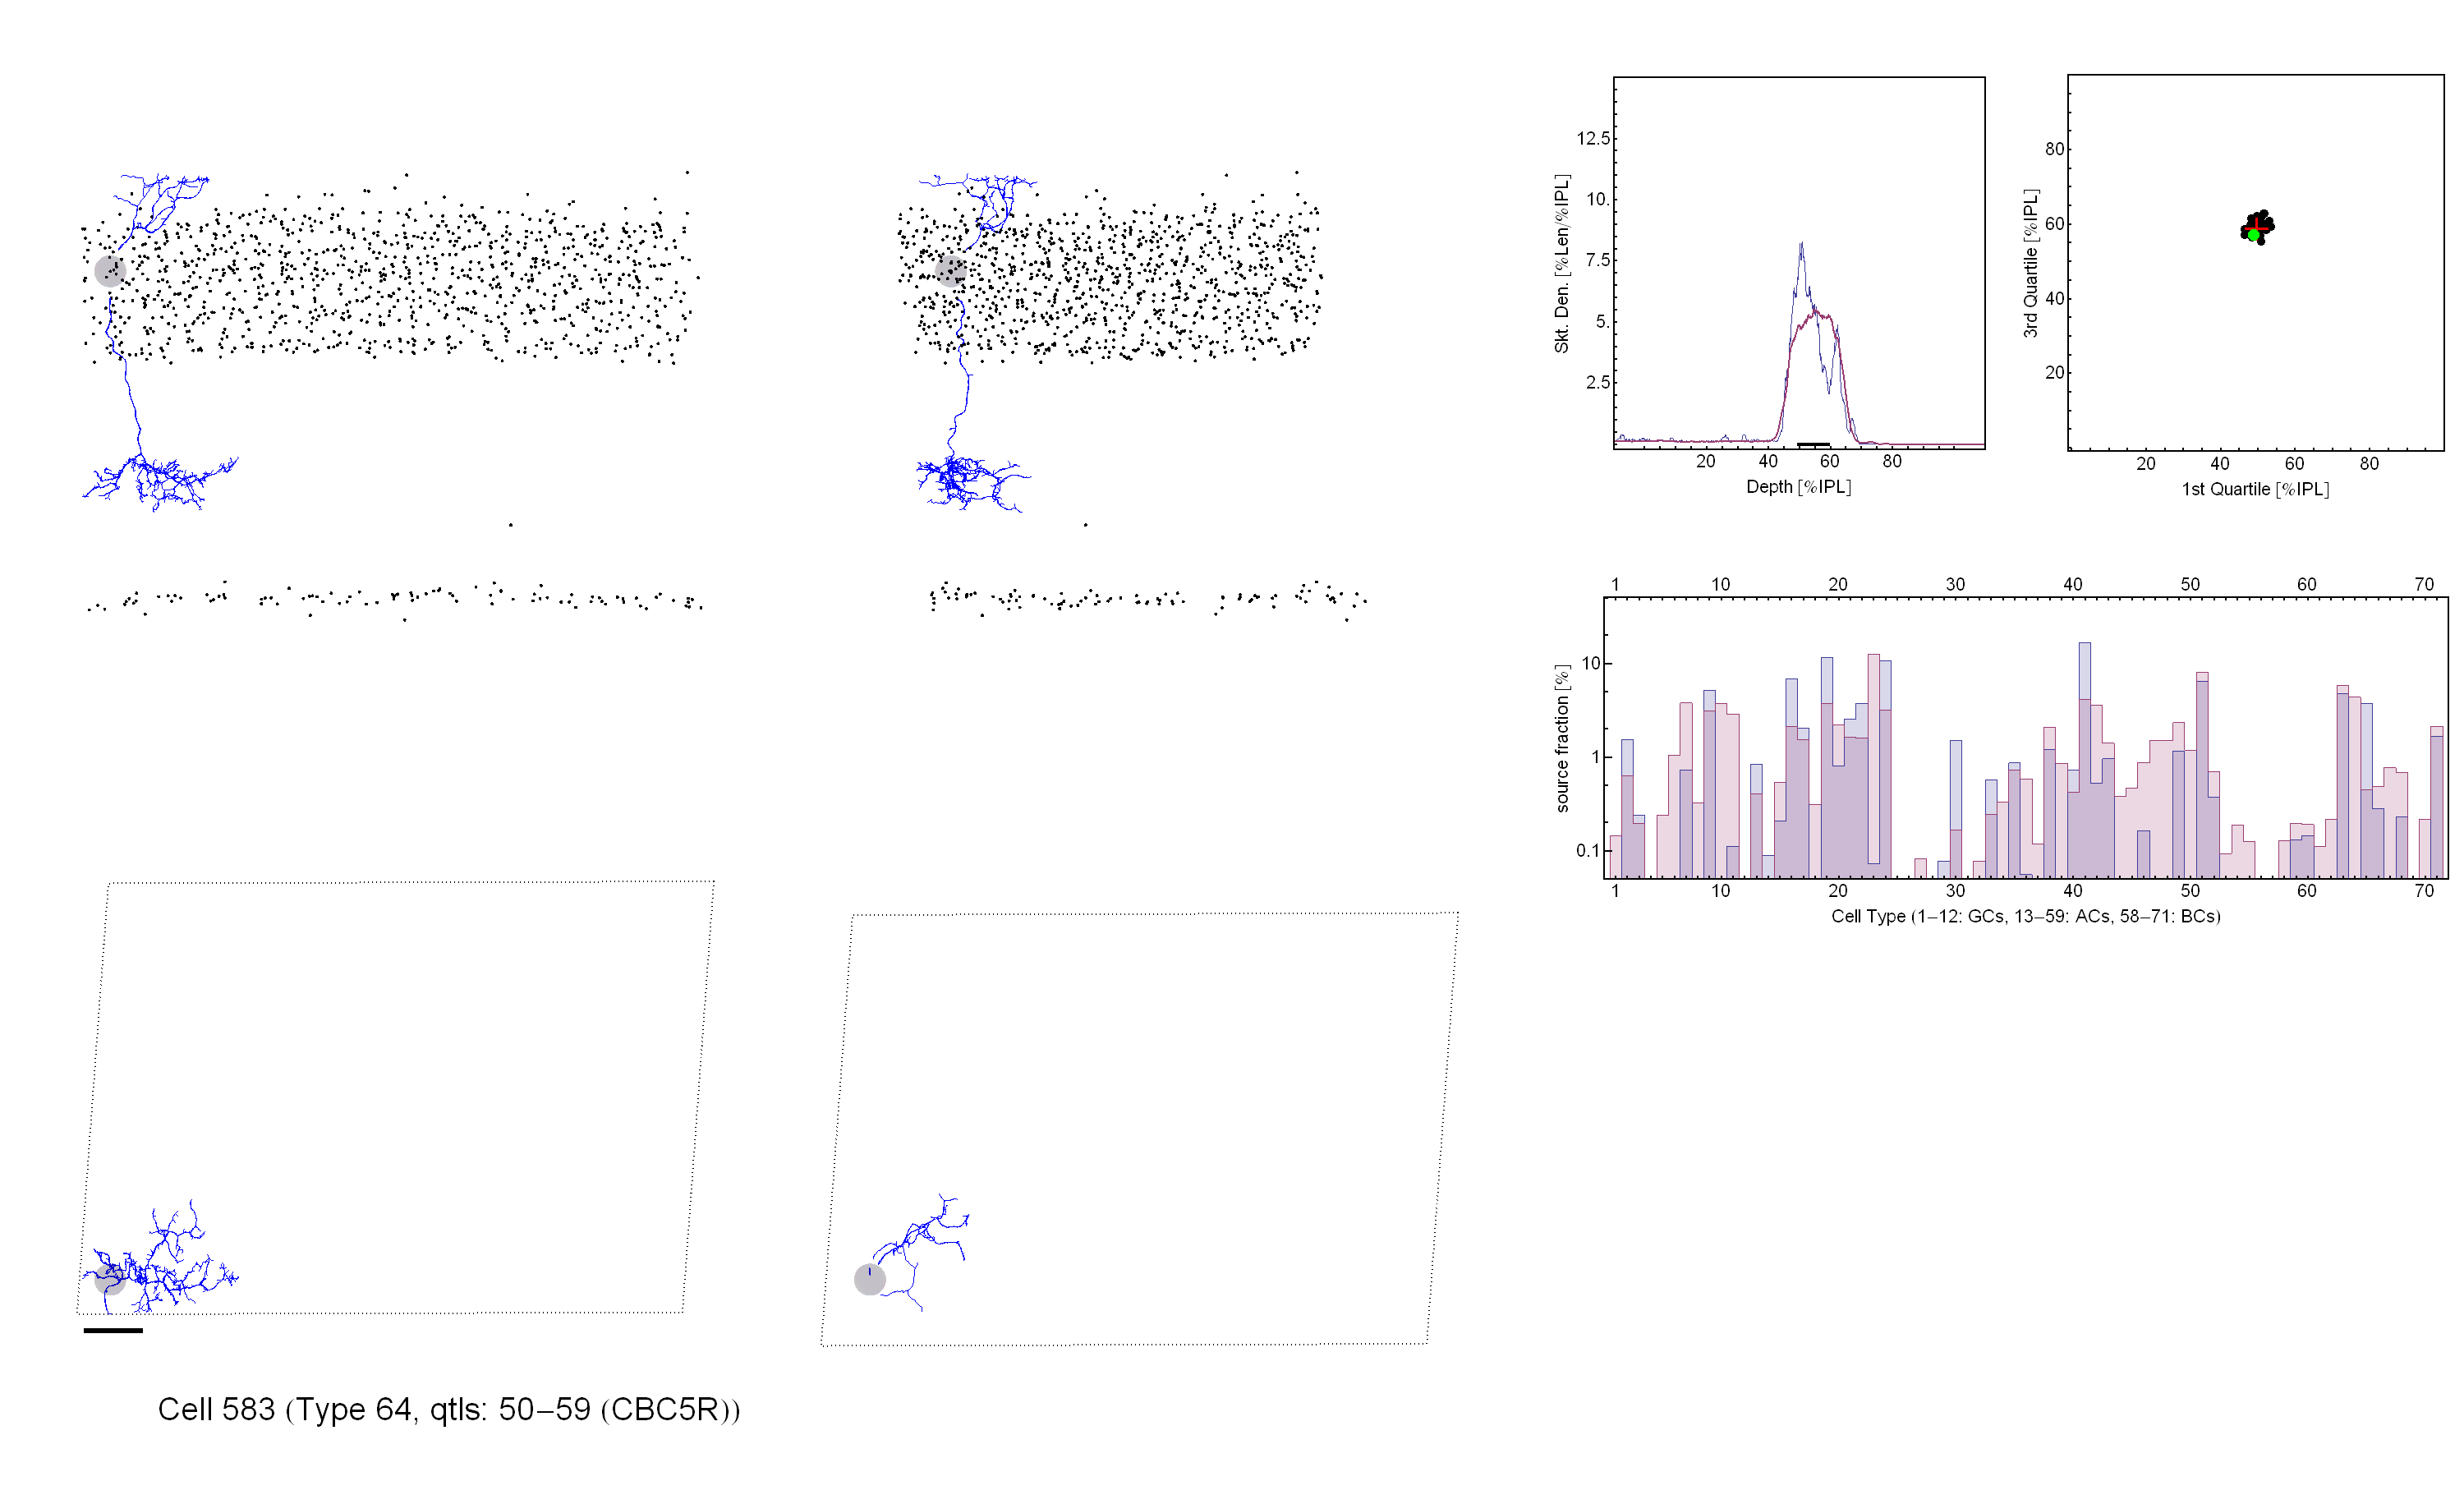 12.5
10.
7.5
5.
2.5
Skt. Den. [%Len/%IPL]
20 40 60 80
Depth [%IPL]
80
60
40
20
3rd Quartile [%IPL]
20 40 60 80
1st Quartile [%IPL]
1 10 20 30 40 50 60 70
10
1
0.1
source fraction [%]
1 10 20 30 40 50 60 70
Cell Type (1–12: GCs, 13–59: ACs, 58–71: BCs)
Cell 583 (Type 64, qtls: 50–59 (CBC5R))